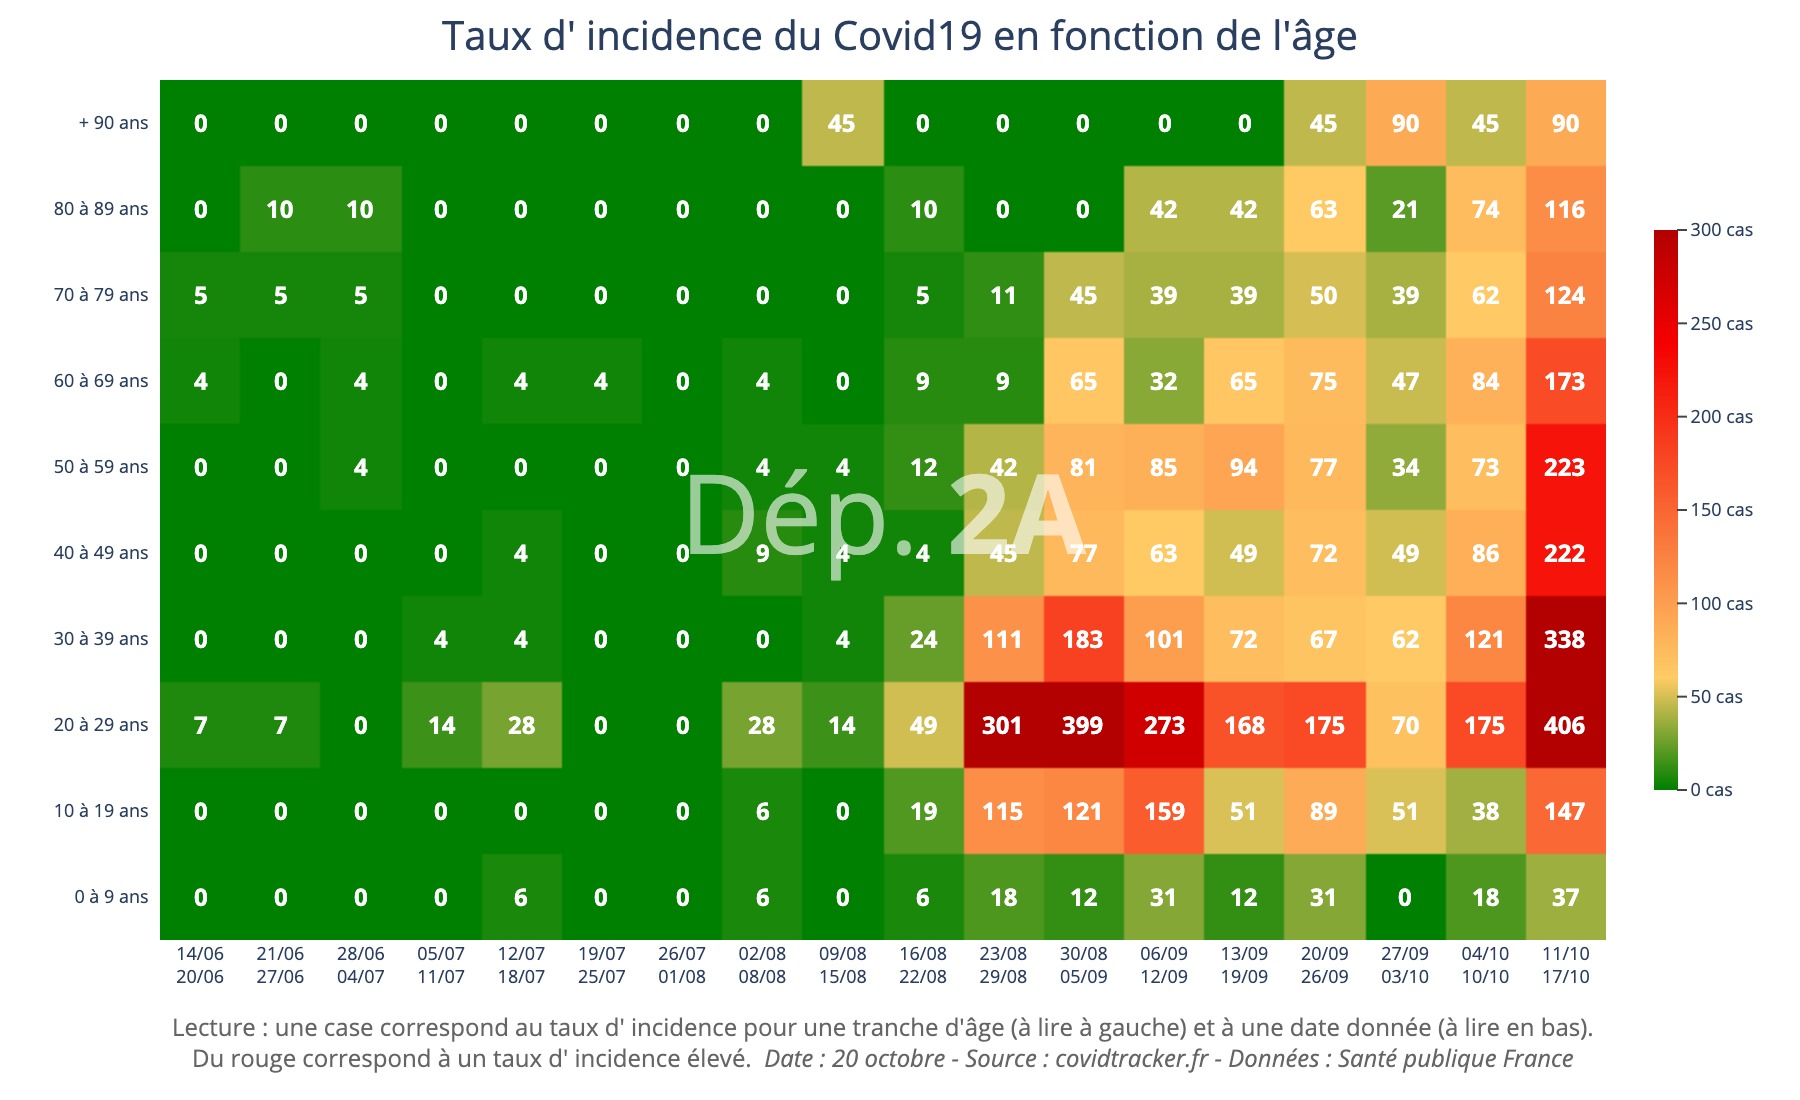 Taux d' incidence du Covid19 en fonction de l'âge
+ 90 ans 0 0 0 0 0 0 0 0 45 0 0 0 0 0 45 90 45 90
80 à 89 ans 0 10 10 0 0 0 0 0 0 10 0 0 42 42 63 21 74 116
70 à 79 ans 5 5 5 0 0 0 0 0 0 5 11 45 39 39 50 39 62 124
60 à 69 ans 4 0 4 0 4 4 0 4 0 9 9 65 32 65 75 47 84 173
50 à 59 ans 0 0 4 0 0 0 0 4 4 12 42 81 85 94 77 34 73 223
Dép. 2A
40 à 49 ans 0 0 0 0 4 0 0 9 4 4 45 77 63 49 72 49 86 222
30 à 39 ans 0 0 0 4 4 0 0 0 4 24 111 183 101 72 67 62 121 338
20 à 29 ans 7 7 0 14 28 0 0 28 14 49 301 399 273 168 175 70 175 406
10 à 19 ans 0 0 0 0 0 0 0 6 0 19 115 121 159 51 89 51 38 147
0 à 9 ans 0 0 0 0 6 0 0 6 0 6 18 12 31 12 31 0 18 37
14/06 21/06 28/06 05/07 12/07 19/07 26/07 02/08 09/08 16/08 23/08 30/08 06/09 13/09 20/09 27/09 04/10 11/10
20/06 27/06 04/07 11/07 18/07 25/07 01/08 08/08 15/08 22/08 29/08 05/09 12/09 19/09 26/09 03/10 10/10 17/10
300 cas
250 cas
200 cas
150 cas
100 cas
50 cas
0 cas
Lecture : une case correspond au taux d' incidence pour une tranche d'âge (à lire à gauche) et à une date donnée (à lire en bas).
Du rouge correspond à un taux d' incidence élevé. Date : 20 octobre - Source : covidtracker.fr - Données : Santé publique France